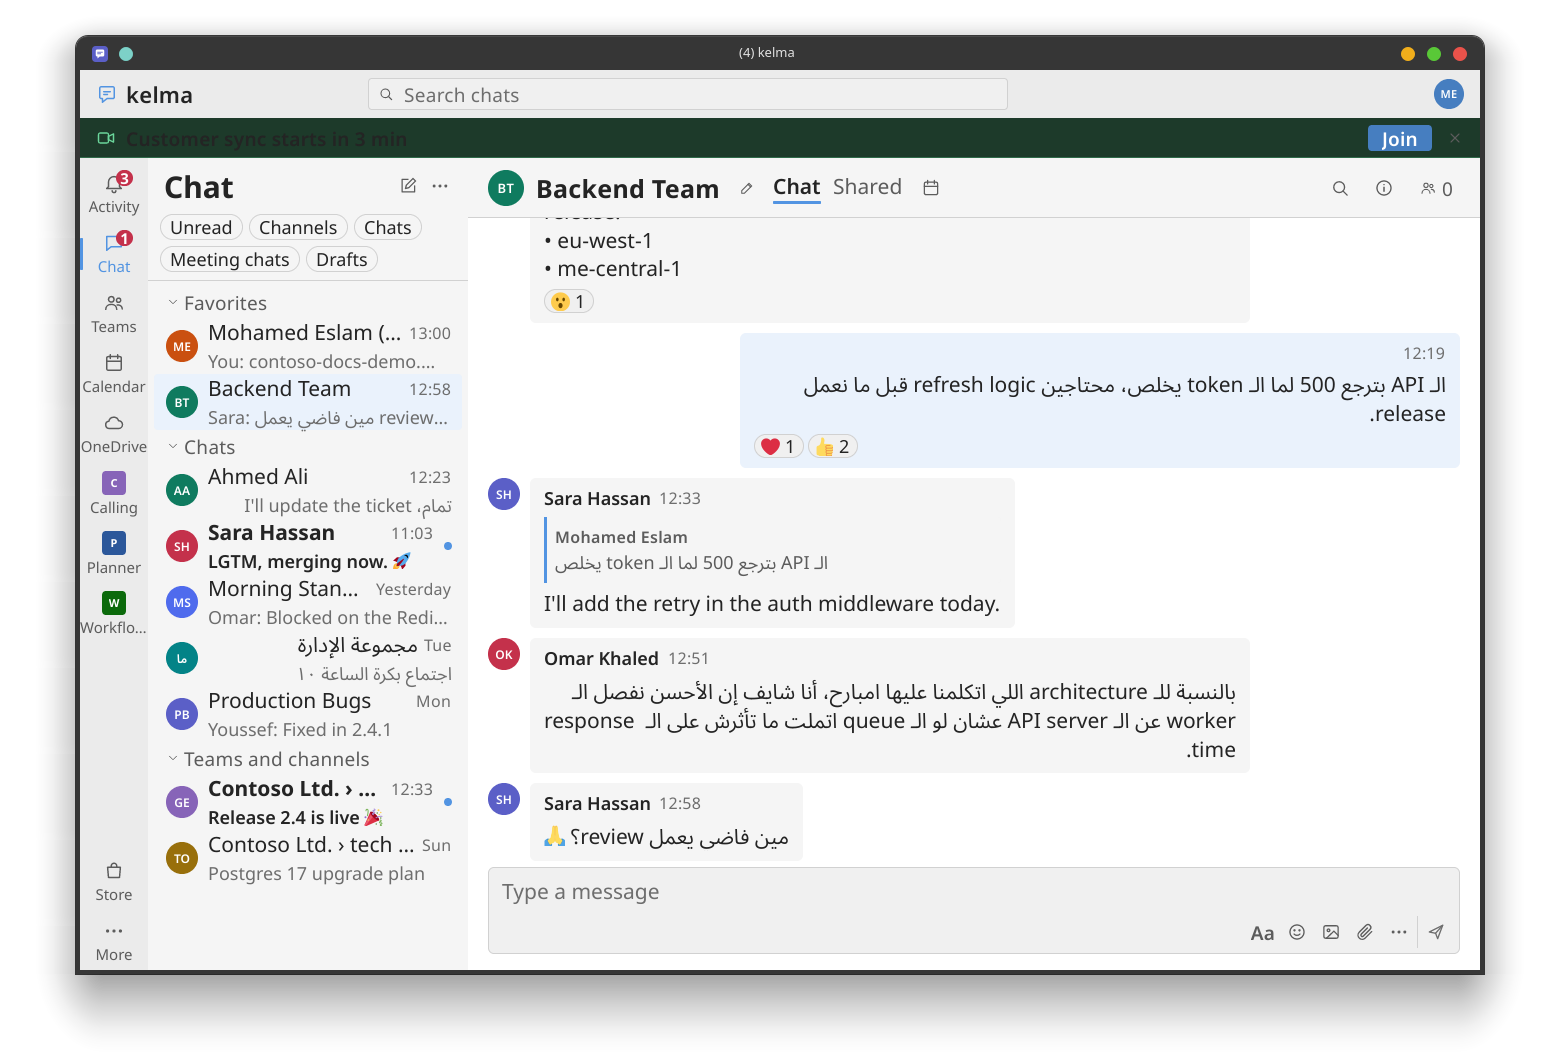 (4) kelma
kelma
Search chats
ME
Customer sync starts in 3 min
Join
3
Activity
1
Chat
Teams
Calendar
OneDrive
C
Calling
P
Planner
W
Workflo...
Store
More
Chat
Unread
Channels
Chats
Meeting chats
Drafts
Favorites
ME
Mohamed Eslam (... 13:00
You: contoso-docs-demo....
BT
Backend Team 12:58
Sara: مين فاضي يعمل review...
Chats
AA
Ahmed Ali 12:23
تمام، I'll update the ticket
SH
Sara Hassan 11:03
LGTM, merging now. 🚀
MS
Morning Stan... Yesterday
Omar: Blocked on the Redi...
ما
مجموعة الإدارة Tue
اجتماع بكرة الساعة ١٠
PB
Production Bugs Mon
Youssef: Fixed in 2.4.1
Teams and channels
GE
Contoso Ltd. › ... 12:33
Release 2.4 is live 🎉
TO
Contoso Ltd. › tech ... Sun
Postgres 17 upgrade plan
BT
Backend Team
Chat
Shared
0
release:
• eu-west-1
• me-central-1
😮 1
12:19
الـ API بترجع 500 لما الـ token يخلص، محتاجين refresh logic قبل ما نعمل
release.
❤️ 1 👍 2
SH
Sara Hassan 12:33
Mohamed Eslam
الـ API بترجع 500 لما الـ token يخلص
I'll add the retry in the auth middleware today.
OK
Omar Khaled 12:51
بالنسبة للـ architecture اللي اتكلمنا عليها امبارح، أنا شايف إن الأحسن نفصل الـ
worker عن الـ API server عشان لو الـ queue اتملت ما تأثرش على الـ response
time.
SH
Sara Hassan 12:58
مين فاضي يعمل review؟ 🙏
Type a message
Aa